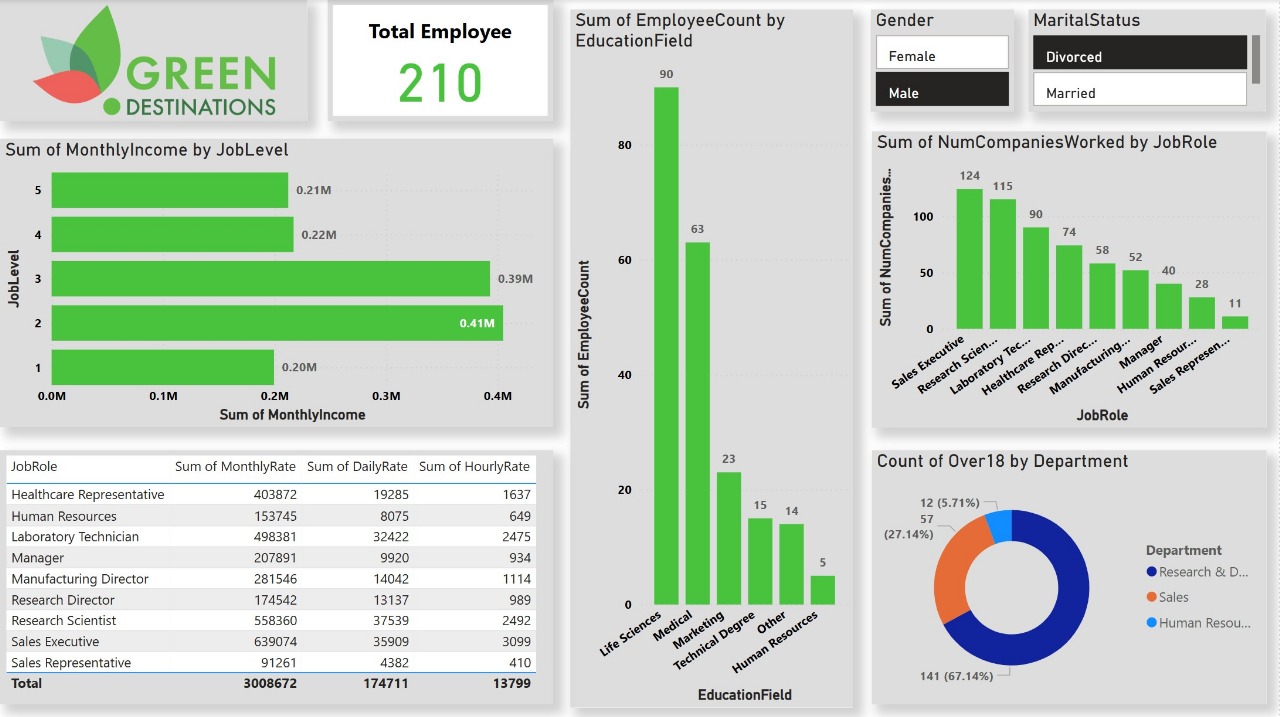 GREEN
DESTINATIONS
Total Employee
210
Sum of MonthlyIncome by JobLevel
JobLevel
5
0.21M
4
0.22M
3
0.39M
2
0.41M
1
0.20M
0.0M
0.1M
0.2M
0.3M
0.4M
Sum of MonthlyIncome
JobRole Sum of MonthlyRate Sum of DailyRate Sum of HourlyRate
Healthcare Representative 403872 19285 1637
Human Resources 153745 8075 649
Laboratory Technician 498381 32422 2475
Manager 207891 9920 934
Manufacturing Director 281546 14042 1114
Research Director 174542 13137 989
Research Scientist 558360 37539 2492
Sales Executive 639074 35909 3099
Sales Representative 91261 4382 410
Total 3008672 174711 13799
Sum of EmployeeCount by
EducationField
Sum of EmployeeCount
80
60
40
20
0
90
63
23
15
14
5
Life Sciences
Medical
Marketing
Technical Degree
Other
Human Resources
EducationField
Gender
Female
Male
MaritalStatus
Divorced
Married
Sum of NumCompaniesWorked by JobRole
Sum of NumCompanies...
100
50
0
124
115
90
74
58
52
40
28
11
Sales Executive
Research Scien...
Laboratory Tec...
Healthcare Rep...
Research Direc...
Manufacturing...
Manager
Human Resour...
Sales Represen...
JobRole
Count of Over18 by Department
12 (5.71%)
57
(27.14%)
141 (67.14%)
Department
Research & D...
Sales
Human Resou...